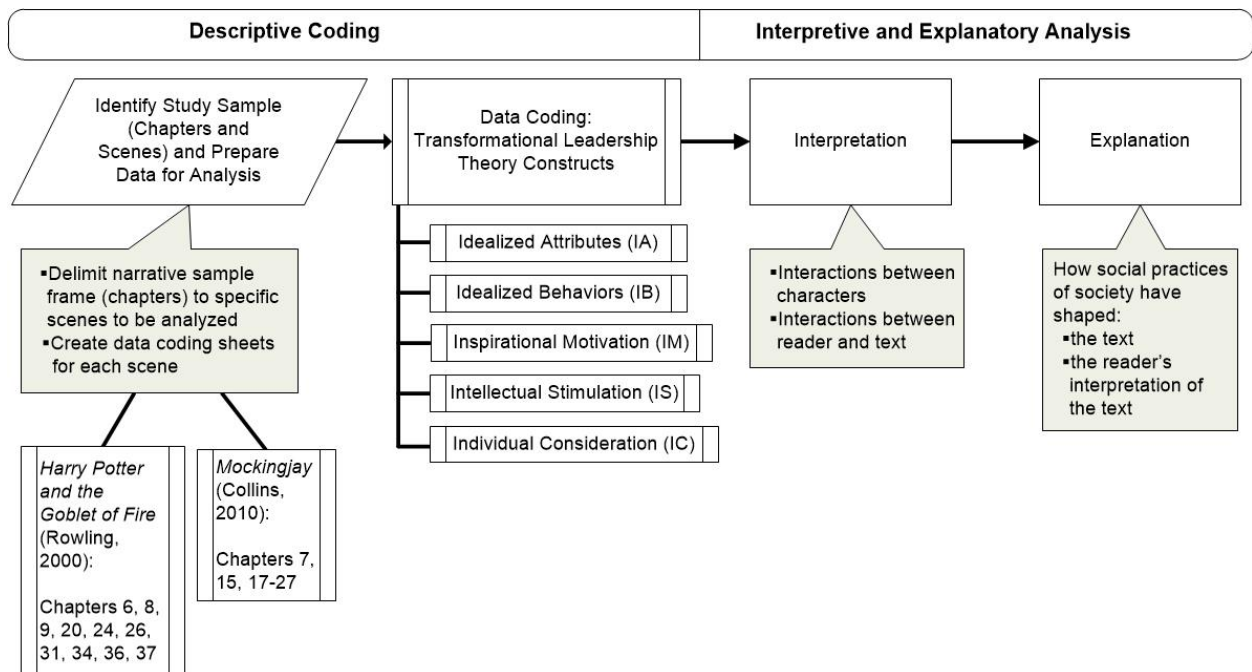 Descriptive Coding
Interpretive and Explanatory Analysis
Identify Study Sample
(Chapters and
Scenes) and Prepare
Data for Analysis
Data Coding:
Transformational Leadership
Theory Constructs
Interpretation
Explanation
▪Delimit narrative sample
frame (chapters) to specific
scenes to be analyzed
▪Create data coding sheets
for each scene
Harry Potter
and the
Goblet of Fire
(Rowling,
2000):
Chapters 6, 8,
9, 20, 24, 26,
31, 34, 36, 37
Mockingjay
(Collins,
2010):
Chapters 7,
15, 17-27
Idealized Attributes (IA)
Idealized Behaviors (IB)
Inspirational Motivation (IM)
Intellectual Stimulation (IS)
Individual Consideration (IC)
▪Interactions between
characters
▪Interactions between
reader and text
How social practices
of society have
shaped:
▪the text
▪the reader’s
interpretation of
the text